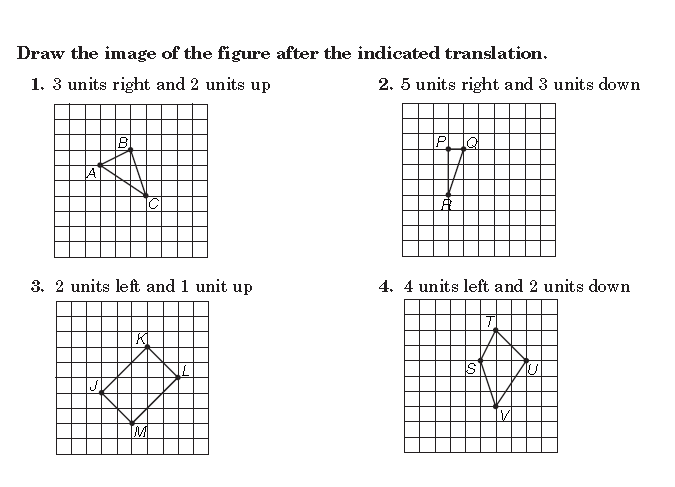 Draw the image of the figure after the indicated translation.
1. 3 units right and 2 units up
2. 5 units right and 3 units down
B
A
C
P Q
R
3. 2 units left and 1 unit up
4. 4 units left and 2 units down
K
L
J
M
T
S U
V